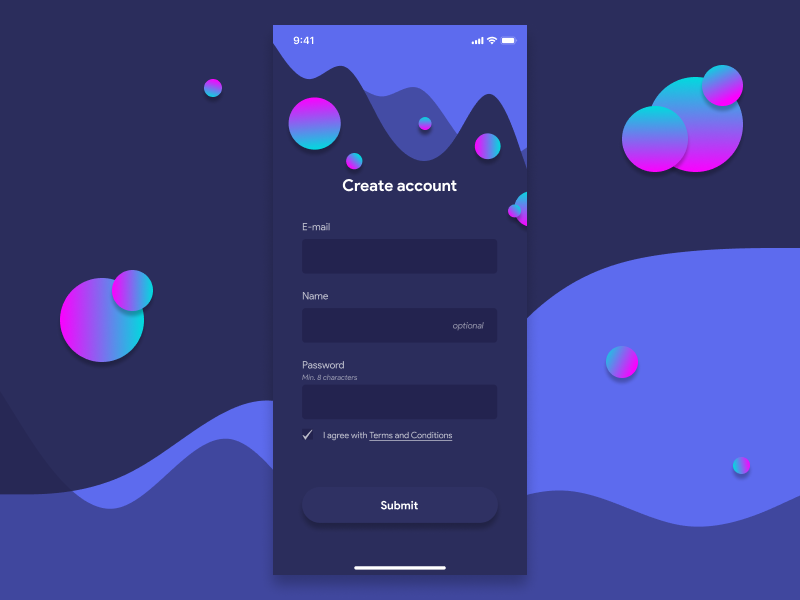 9:41
Create account
E-mail
Name
optional
Password
Min. 8 characters
I agree with Terms and Conditions
Submit